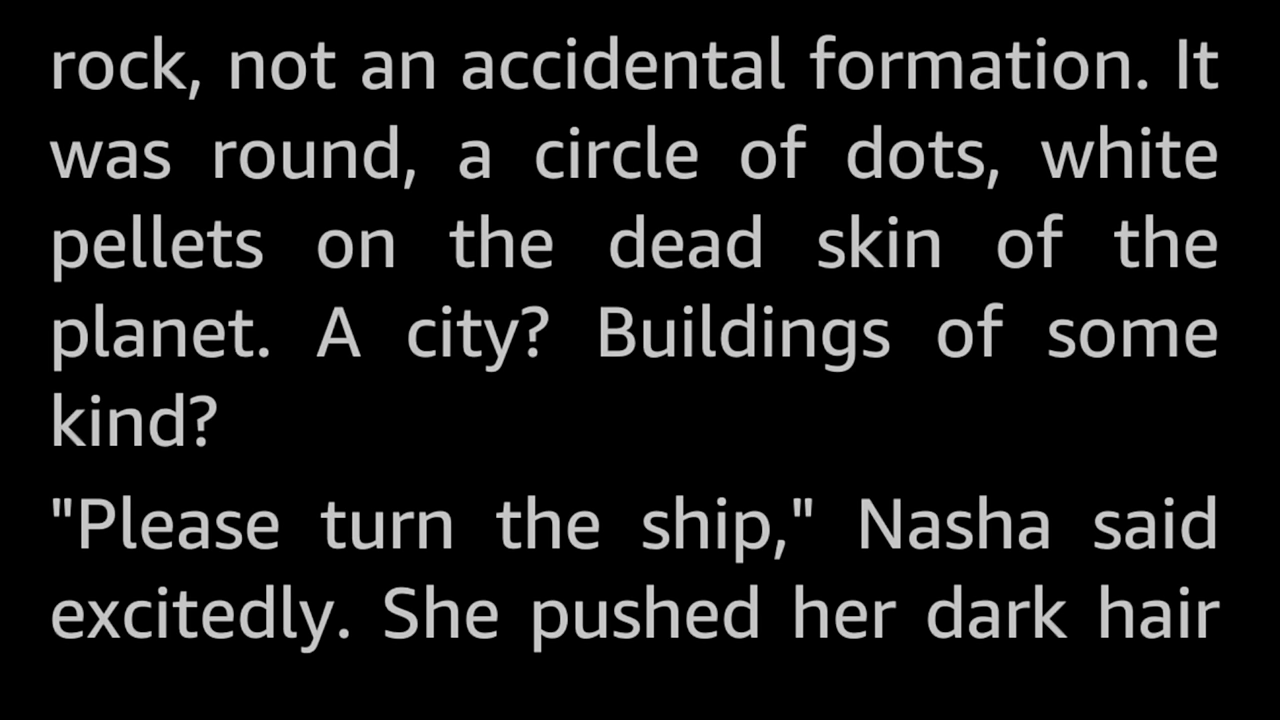 rock, not an accidental formation. It
was round, a circle of dots, white
pellets on the dead skin of the
planet. A city? Buildings of some
kind?
"Please turn the ship," Nasha said
excitedly. She pushed her dark hair